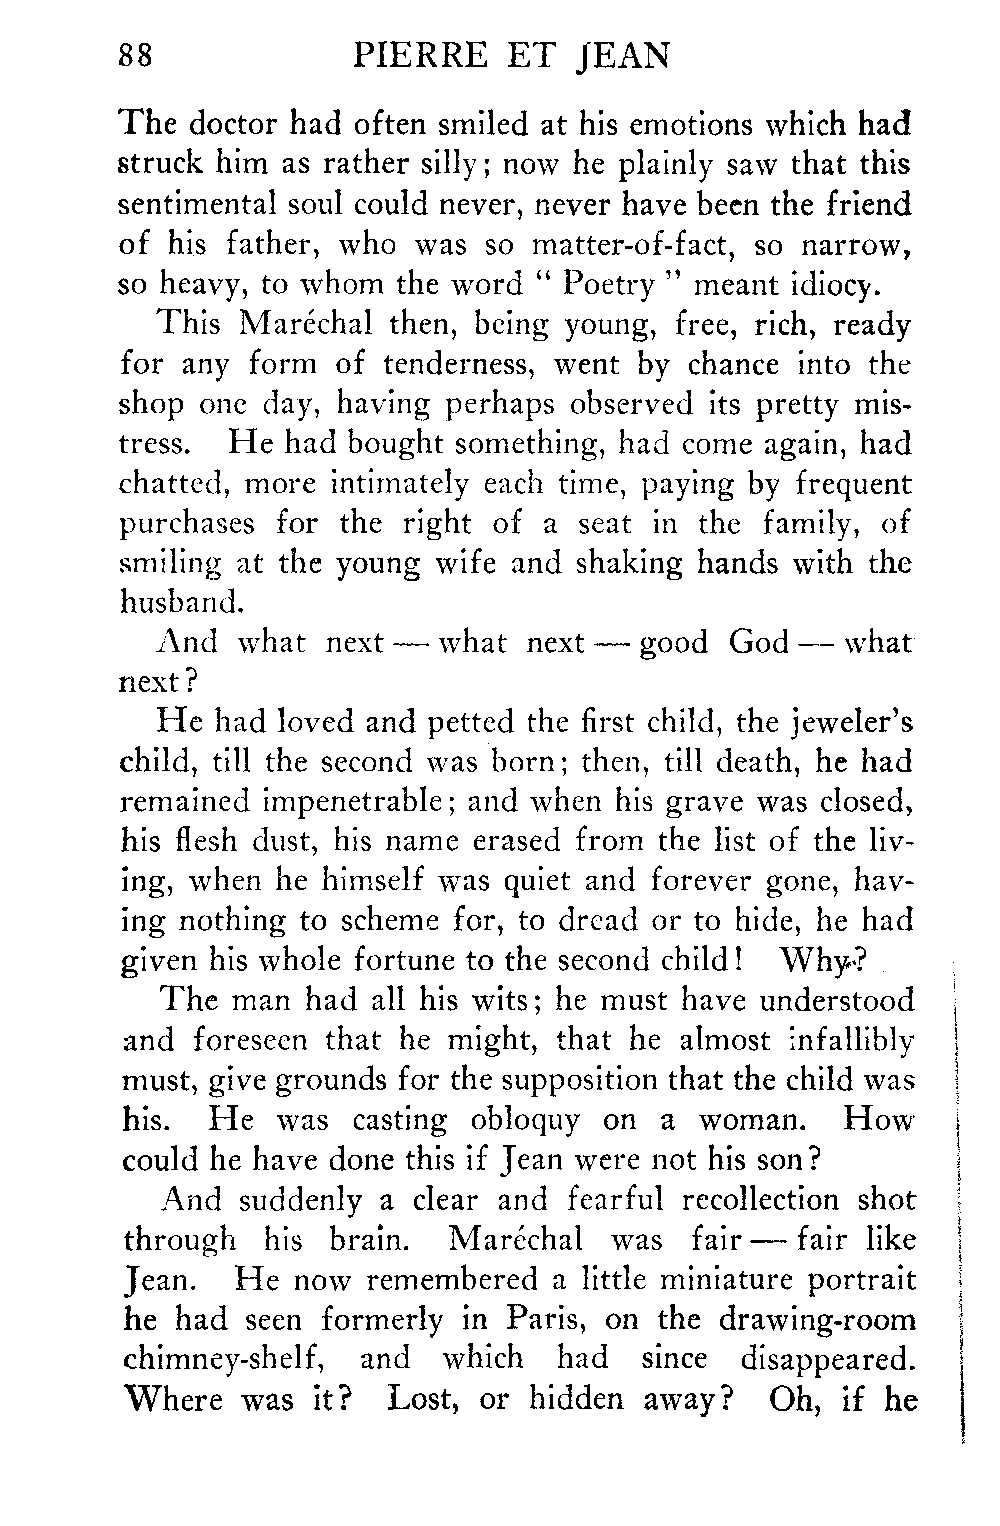 88 PIERRE ET JEAN
The doctor had often smiled at his emotions which had
struck him as rather silly; now he plainly saw that this
sentimental soul could never, never have been the friend
of his father, who was so matter-of-fact, so narrow,
so heavy, to whom the word “ Poetry ” meant idiocy.
This Maréchal then, being young, free, rich, ready
for any form of tenderness, went by chance into the
shop one day, having perhaps observed its pretty mis-
tress. He had bought something, had come again, had
chatted, more intimately each time, paying by frequent
purchases for the right of a seat in the family, of
smiling at the young wife and shaking hands with the
husband.
And what next — what next — good God — what
next?
He had loved and petted the first child, the jeweler’s
child, till the second was born; then, till death, he had
remained impenetrable; and when his grave was closed,
his flesh dust, his name erased from the list of the liv-
ing, when he himself was quiet and forever gone, hav-
ing nothing to scheme for, to dread or to hide, he had
given his whole fortune to the second child! Why?
The man had all his wits; he must have understood
and foreseen that he might, that he almost infallibly
must, give grounds for the supposition that the child was
his. He was casting obloquy on a woman. How
could he have done this if Jean were not his son?
And suddenly a clear and fearful recollection shot
through his brain. Maréchal was fair — fair like
Jean. He now remembered a little miniature portrait
he had seen formerly in Paris, on the drawing-room
chimney-shelf, and which had since disappeared.
Where was it? Lost, or hidden away? Oh, if he